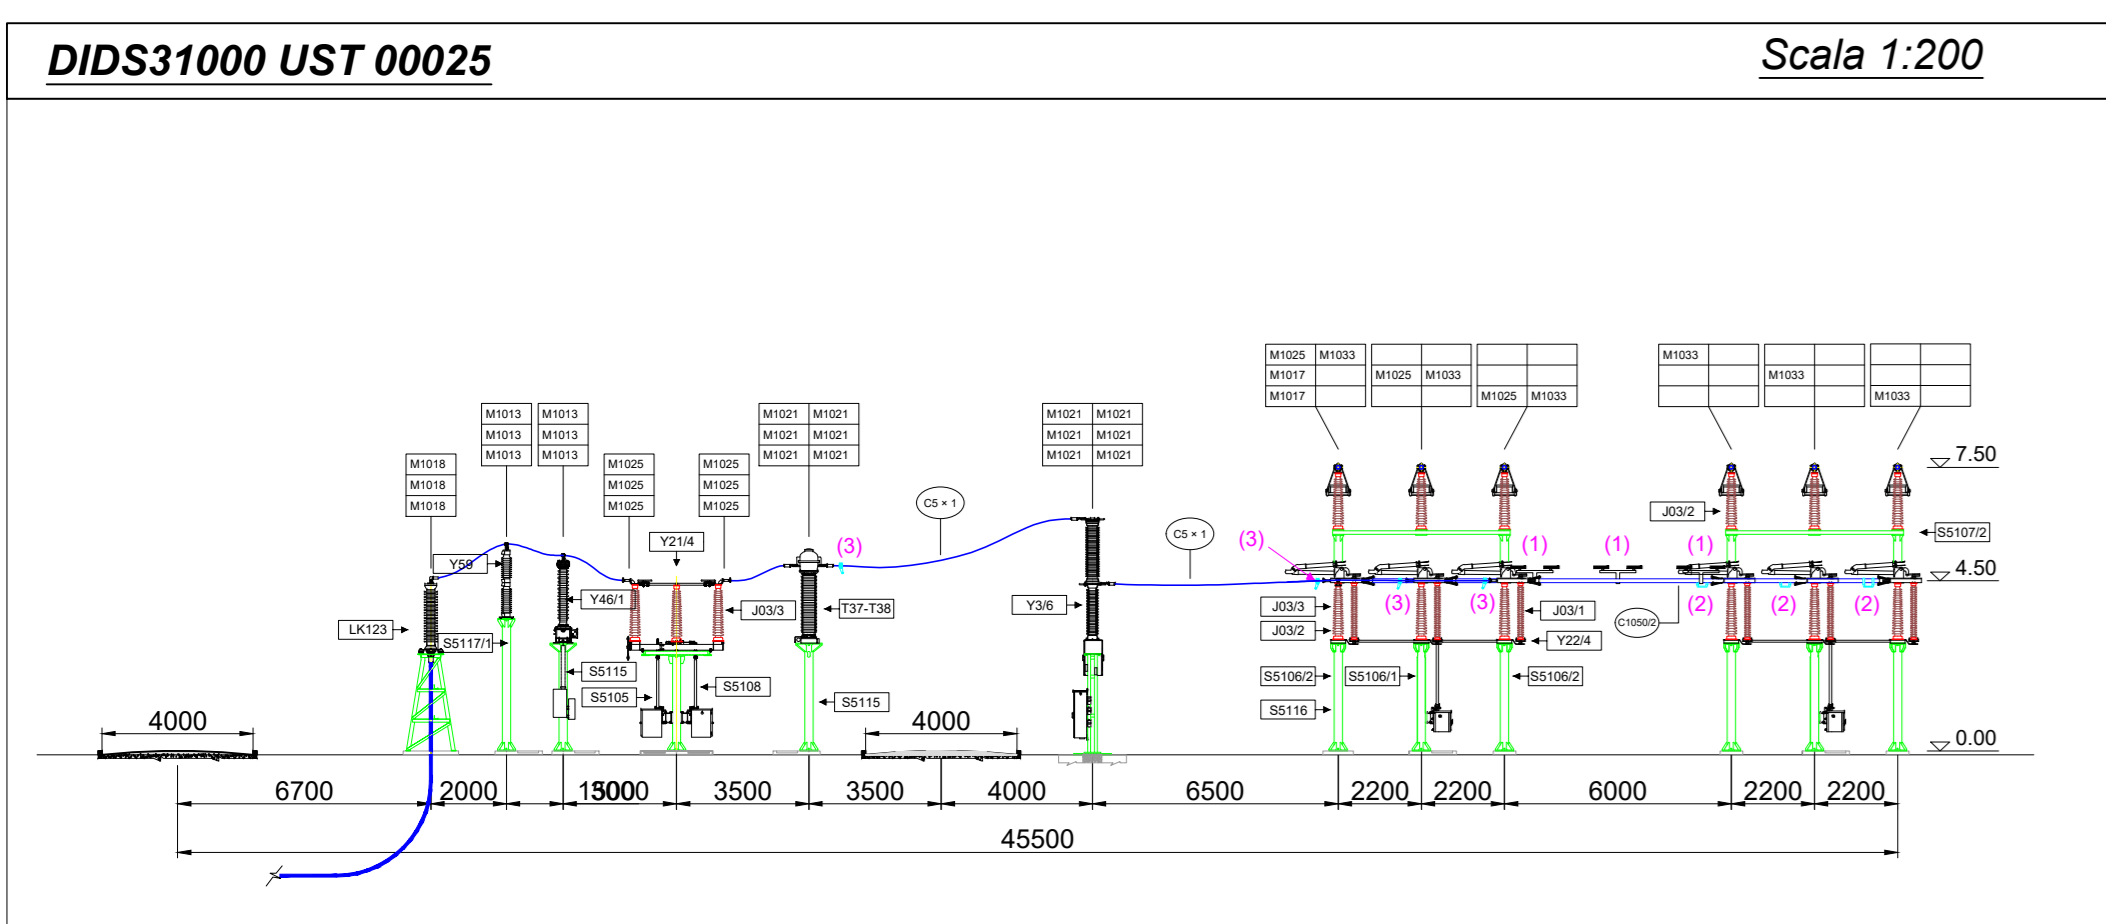 DIDS31000 UST 00025
Scala 1:200
M1025 M1033
M1017
M1017
M1025 M1033
M1025 M1033
M1033
M1033
M1033
M1013
M1013
M1013
M1013
M1013
M1013
M1021 M1021
M1021 M1021
M1021 M1021
M1021 M1021
M1021 M1021
M1021 M1021
M1018
M1018
M1018
M1025
M1025
M1025
M1025
M1025
M1025
7.50
C5 × 1
J03/2
C5 × 1
S5107/2
Y21/4
(3)
(3)
(1)
(1)
(1)
Y59
4.50
Y46/1
J03/3
T37-T38
Y3/6
J03/3
(3)
(3)
J03/1
(2)
(2)
(2)
LK123
J03/2
C1050/2
S5117/1
Y22/4
S5115
S5106/2
S5106/1
S5106/2
S5105
S5108
S5115
S5116
4000
4000
0.00
6700
2000
1500
3000
3500
3500
4000
6500
2200
2200
6000
2200
2200
45500